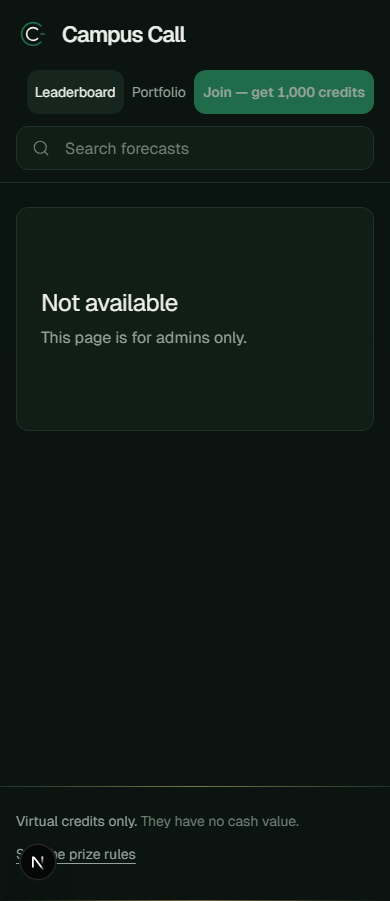 Campus Call
Leaderboard Portfolio Join — get 1,000 credits
Search forecasts
Not available
This page is for admins only.
Virtual credits only. They have no cash value.
prize rules
N